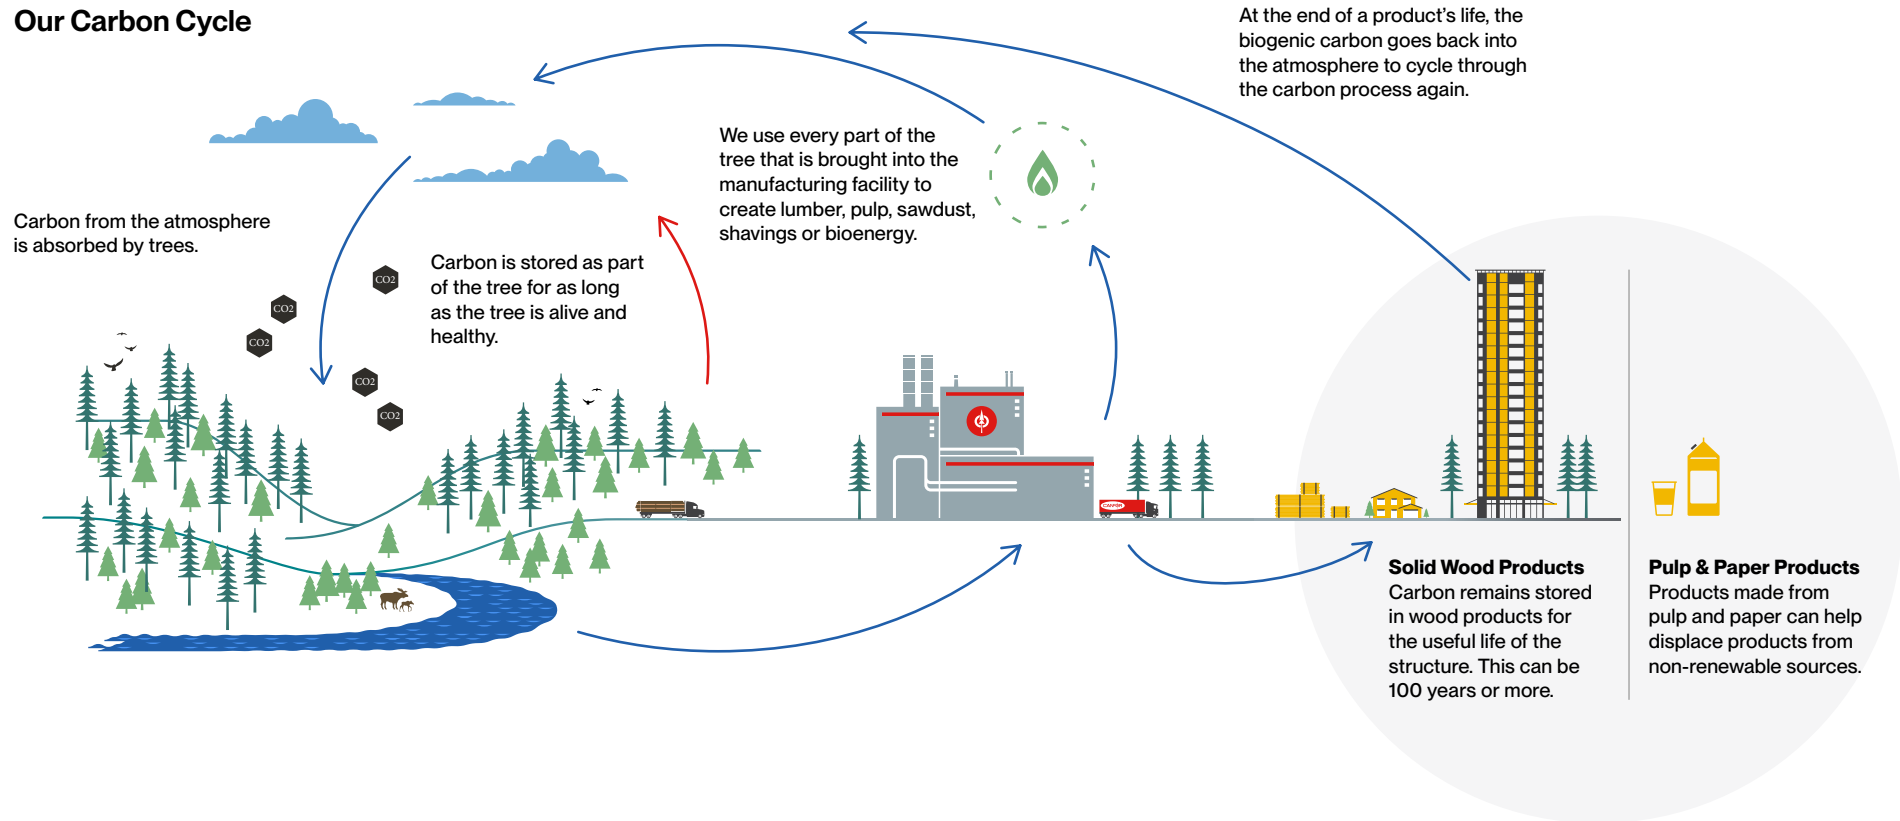 Our Carbon Cycle
At the end of a product’s life, the
biogenic carbon goes back into
the atmosphere to cycle through
the carbon process again.
We use every part of the
tree that is brought into the
manufacturing facility to
create lumber, pulp, sawdust,
shavings or bioenergy.
Carbon from the atmosphere
is absorbed by trees.
Carbon is stored as part
of the tree for as long
as the tree is alive and
healthy.
CO2
CO2
CO2
CO2
CO2
CANFOR
Solid Wood Products
Carbon remains stored
in wood products for
the useful life of the
structure. This can be
100 years or more.
Pulp & Paper Products
Products made from
pulp and paper can help
displace products from
non-renewable sources.